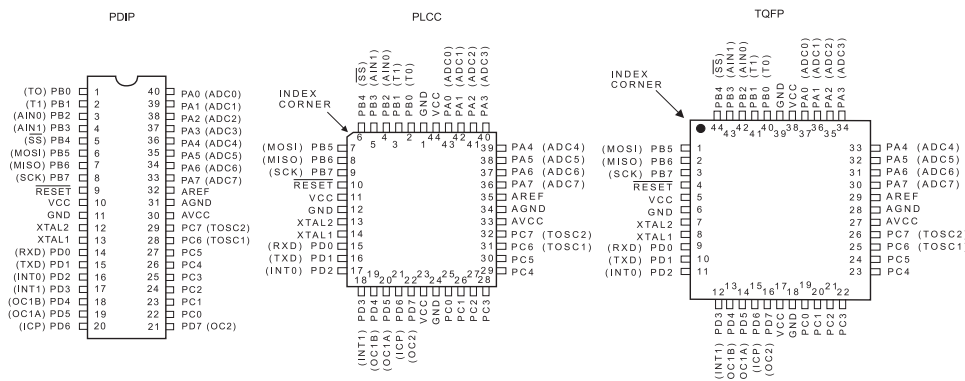 PDIP
(TO) PB0 1 40 PA0 (ADC0)
(T1) PB1 2 39 PA1 (ADC1)
(AIN0) PB2 3 38 PA2 (ADC2)
(AIN1) PB3 4 37 PA3 (ADC3)
(SS) PB4 5 36 PA4 (ADC4)
(MOSI) PB5 6 35 PA5 (ADC5)
(MISO) PB6 7 34 PA6 (ADC6)
(SCK) PB7 8 33 PA7 (ADC7)
RESET 9 32 AREF
VCC 10 31 AGND
GND 11 30 AVCC
XTAL2 12 29 PC7 (TOSC2)
XTAL1 13 28 PC6 (TOSC1)
(RXD) PD0 14 27 PC5
(TXD) PD1 15 26 PC4
(INT0) PD2 16 25 PC3
(INT1) PD3 17 24 PC2
(OC1B) PD4 18 23 PC1
(OC1A) PD5 19 22 PC0
(ICP) PD6 20 21 PD7 (OC2)
PLCC
INDEX
CORNER
PB4 (SS)
PB3 (AIN1)
PB2 (AIN0)
PB1 (T1)
PB0 (T0)
GND
VCC
PA0 (ADC0)
PA1 (ADC1)
PA2 (ADC2)
PA3 (ADC3)
6 5 4 3 2 1 44 43 42 41 40
(MOSI) PB5 7 39 PA4 (ADC4)
(MISO) PB6 8 38 PA5 (ADC5)
(SCK) PB7 9 37 PA6 (ADC6)
RESET 10 36 PA7 (ADC7)
VCC 11 35 AREF
GND 12 34 AGND
XTAL2 13 33 AVCC
XTAL1 14 32 PC7 (TOSC2)
(RXD) PD0 15 31 PC6 (TOSC1)
(TXD) PD1 16 30 PC5
(INT0) PD2 17 29 PC4
18 19 20 21 22 23 24 25 26 27 28
(INT1) PD3
(OC1B) PD4
(OC1A) PD5
(ICP) PD6
(OC2) PD7
VCC
GND
PC0
PC1
PC2
PC3
TQFP
INDEX
CORNER
PB4 (SS)
PB3 (AIN1)
PB2 (AIN0)
PB1 (T1)
PB0 (T0)
GND
VCC
PA0 (ADC0)
PA1 (ADC1)
PA2 (ADC2)
PA3 (ADC3)
44 43 42 41 40 39 38 37 36 35 34
(MOSI) PB5 1 33 PA4 (ADC4)
(MISO) PB6 2 32 PA5 (ADC5)
(SCK) PB7 3 31 PA6 (ADC6)
RESET 4 30 PA7 (ADC7)
VCC 5 29 AREF
GND 6 28 AGND
XTAL2 7 27 AVCC
XTAL1 8 26 PC7 (TOSC2
(RXD) PD0 9 25 PC6 (TOSC1
(TXD) PD1 10 24 PC5
(INT0) PD2 11 23 PC4
12 13 14 15 16 17 18 19 20 21 22
(INT1) PD3
(OC1B) PD4
OC1A) PD5
(ICP) PD6
(OC2) PD7
VCC
GND
PC0
PC1
PC2
PC3